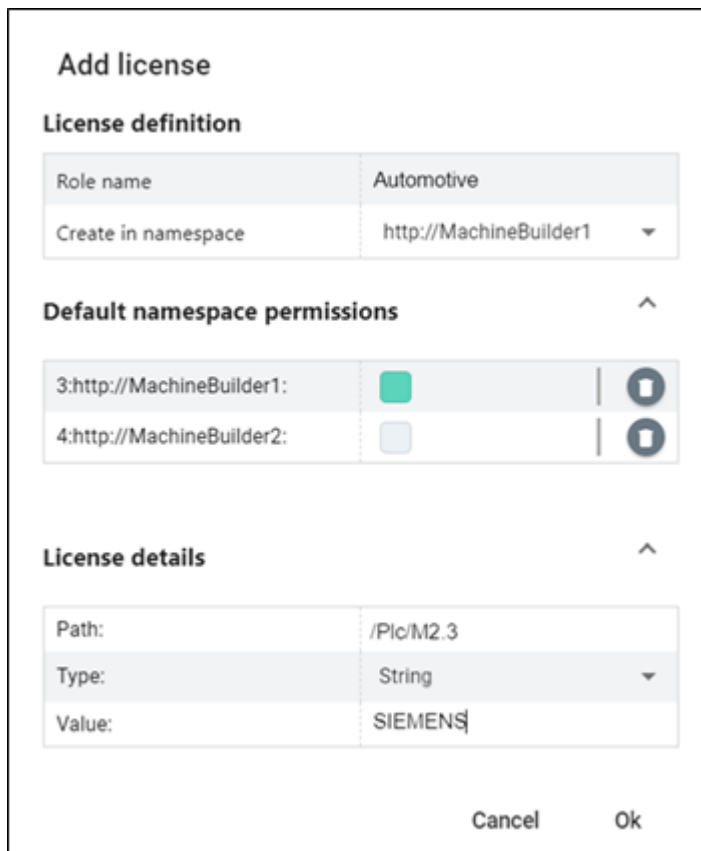 Add license
License definition
Role name Automotive
Create in namespace http://MachineBuilder1
Default namespace permissions
3:http://MachineBuilder1:
4:http://MachineBuilder2:
License details
Path: /Plc/M2.3
Type: String
Value: SIEMENS
Cancel Ok